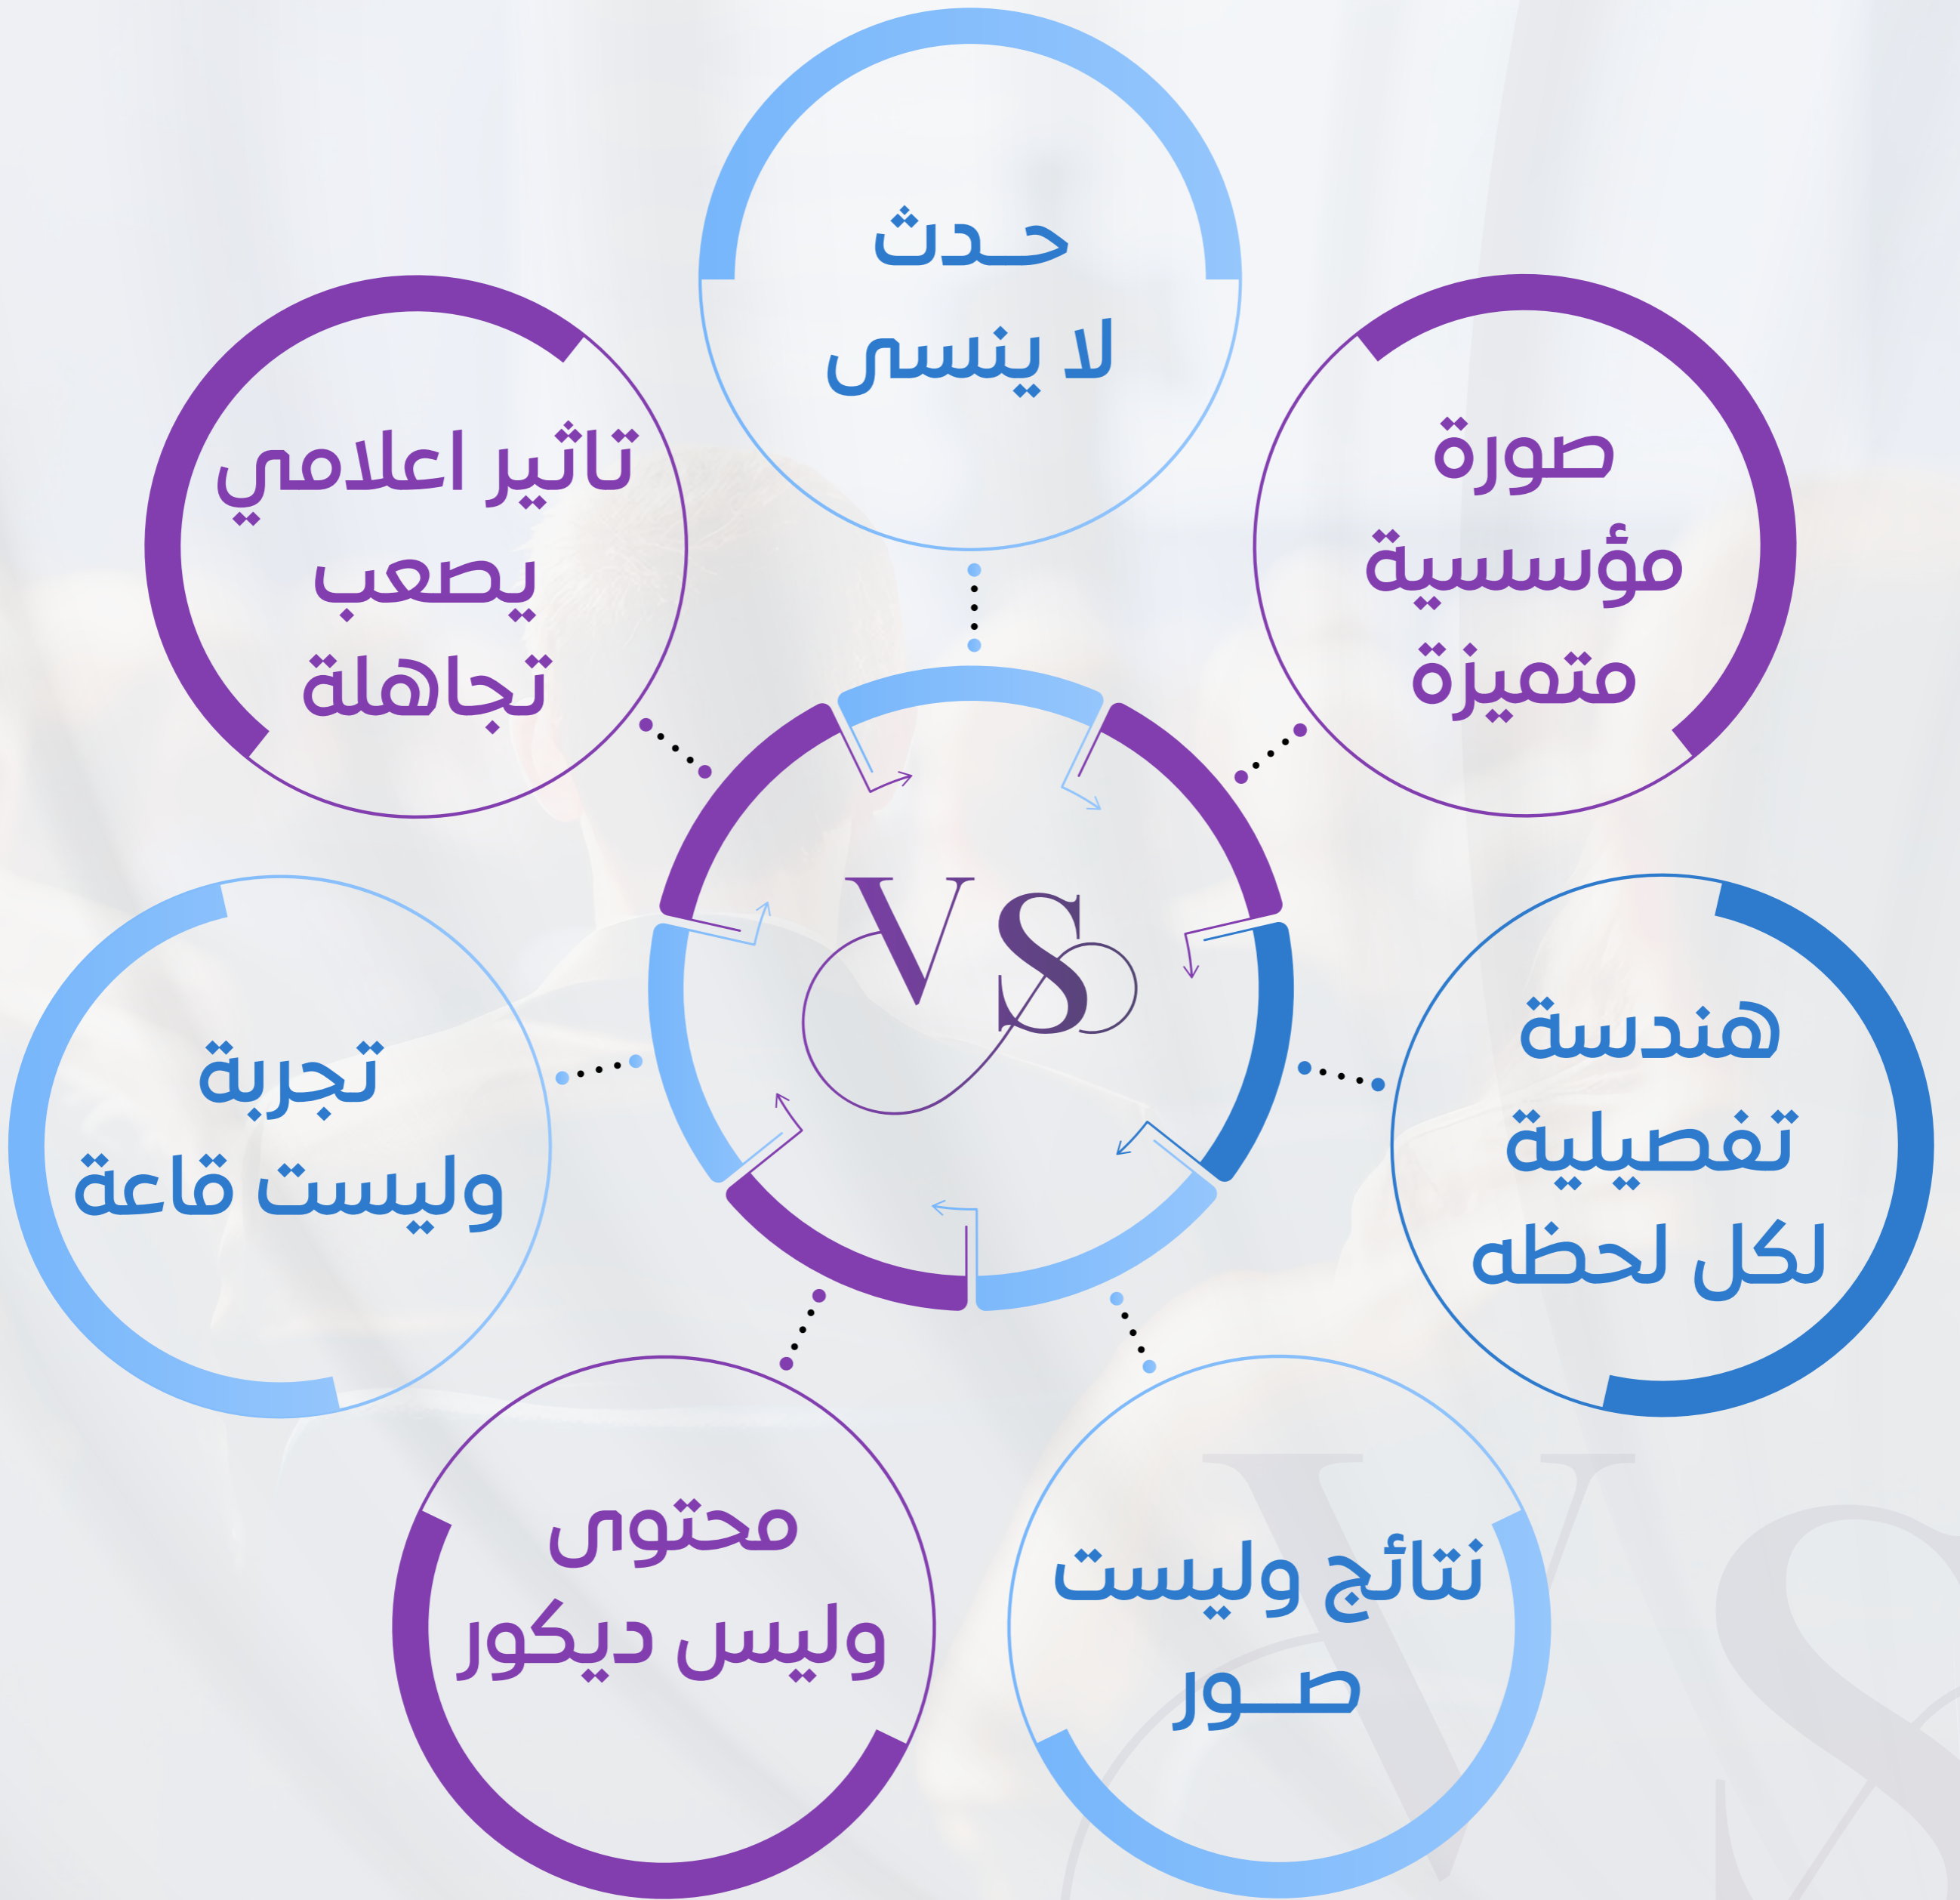 حـــدث
لا ينسى
صورة
مؤسسية
متميزة
هندسة
تفصيلية
لكل لحظه
نتائج وليست
صـــور
محتوى
وليس ديكور
تجربة
وليست قاعة
تاثير اعلامي
يصعب
تجاهلة
VS
VS